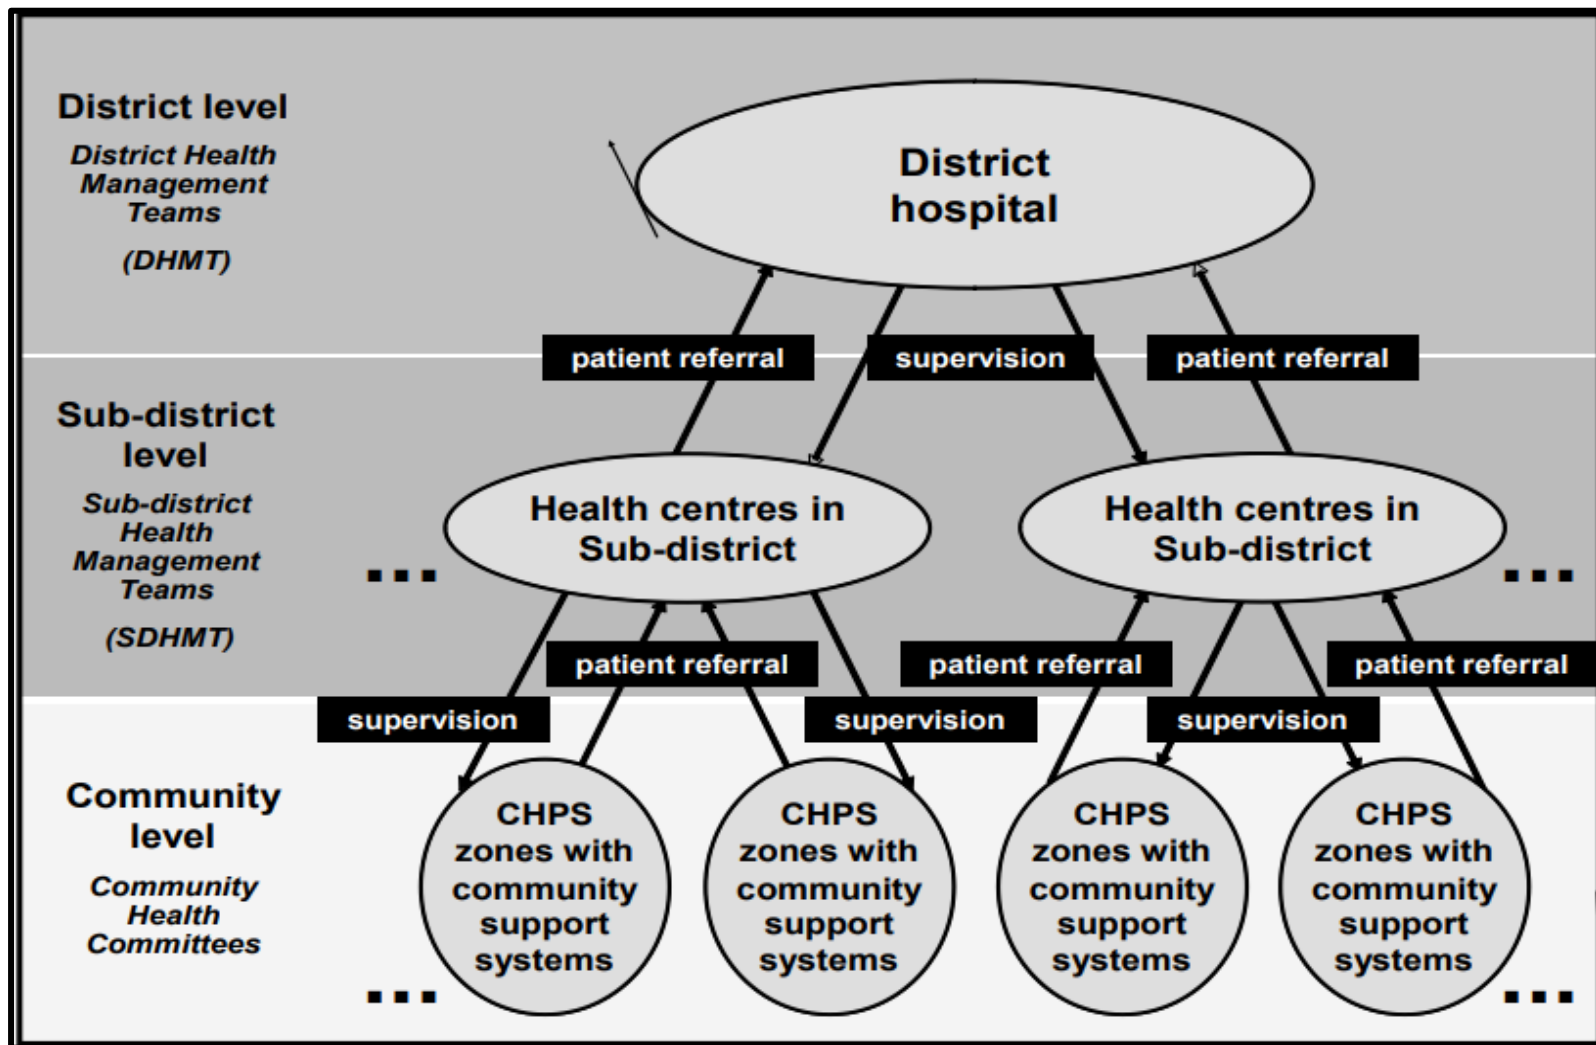 District level
District Health
Management
Teams
(DHMT)
District
hospital
patient referral
supervision
patient referral
Sub-district
level
Sub-district
Health
Management
Teams
(SDHMT)
Health centres in
Sub-district
Health centres in
Sub-district
...
...
patient referral
patient referral
patient referral
supervision
supervision
supervision
Community
level
Community
Health
Committees
CHPS
zones with
community
support
systems
CHPS
zones with
community
support
systems
CHPS
zones with
community
support
systems
CHPS
zones with
community
support
systems
...
...